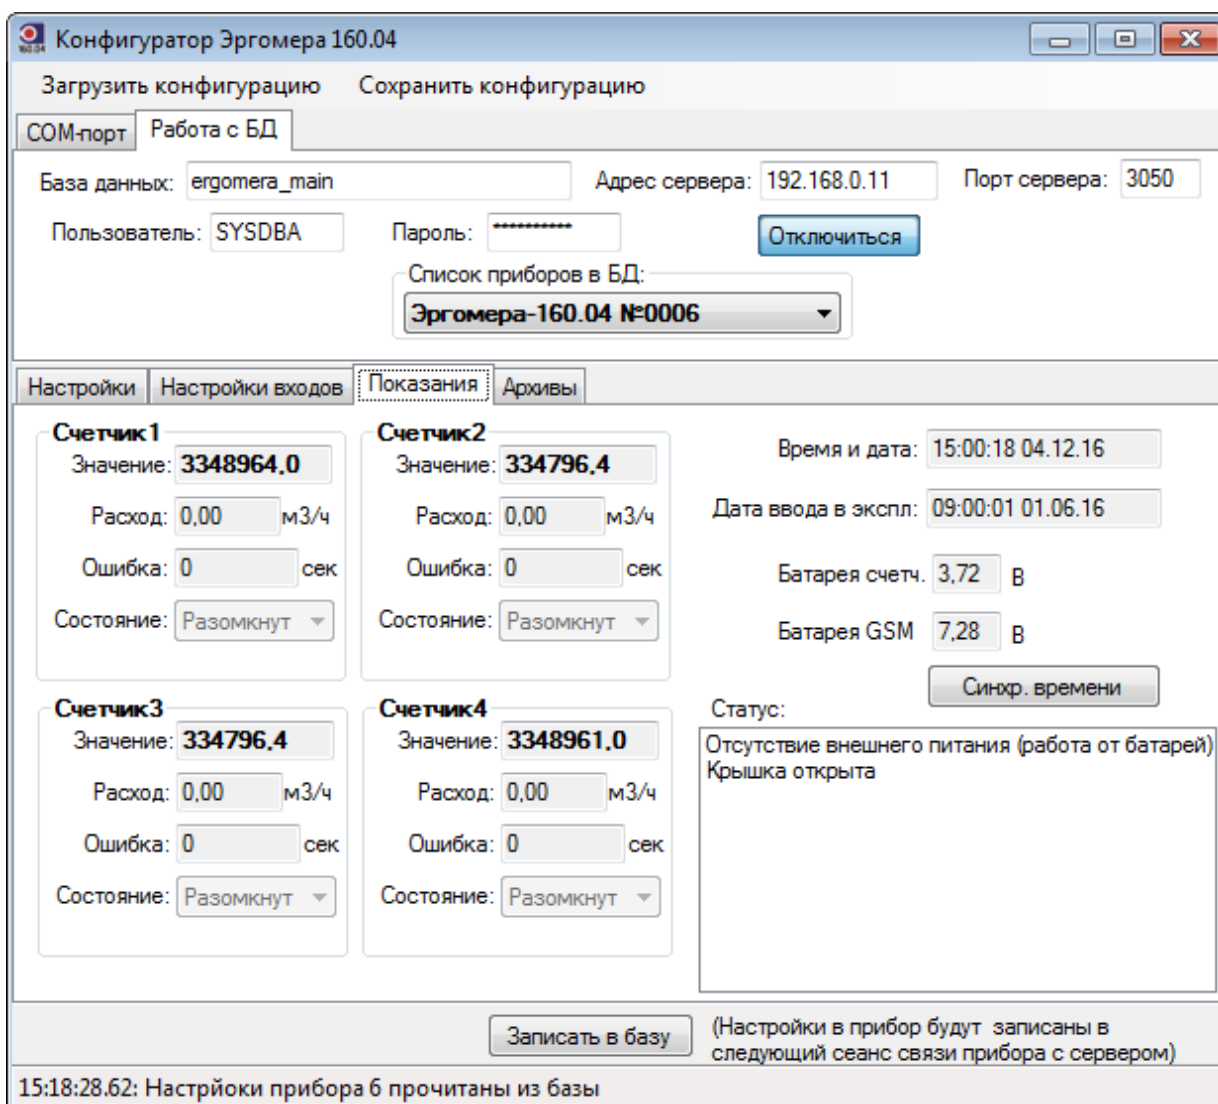 160.04
Конфигуратор Эргомера 160.04
Загрузить конфигурацию Сохранить конфигурацию
COM-порт Работа с БД
База данных: ergomera_main Адрес сервера: 192.168.0.11 Порт сервера: 3050
Пользователь: SYSDBA Пароль: ********** Отключиться
Список приборов в БД:
Эргомера-160.04 №0006
Настройки Настройки входов Показания Архивы
Счетчик1
Значение: 3348964,0
Расход: 0,00 м3/ч
Ошибка: 0 сек
Состояние: Разомкнут
Счетчик2
Значение: 334796,4
Расход: 0,00 м3/ч
Ошибка: 0 сек
Состояние: Разомкнут
Время и дата: 15:00:18 04.12.16
Дата ввода в экспл: 09:00:01 01.06.16
Батарея счетч. 3,72 В
Батарея GSM 7,28 В
Синхр. времени
Счетчик3
Значение: 334796,4
Расход: 0,00 м3/ч
Ошибка: 0 сек
Состояние: Разомкнут
Счетчик4
Значение: 3348961,0
Расход: 0,00 м3/ч
Ошибка: 0 сек
Состояние: Разомкнут
Статус:
Отсутствие внешнего питания (работа от батарей)
Крышка открыта
Записать в базу
(Настройки в прибор будут записаны в
следующий сеанс связи прибора с сервером)
15:18:28.62: Настрйоки прибора 6 прочитаны из базы